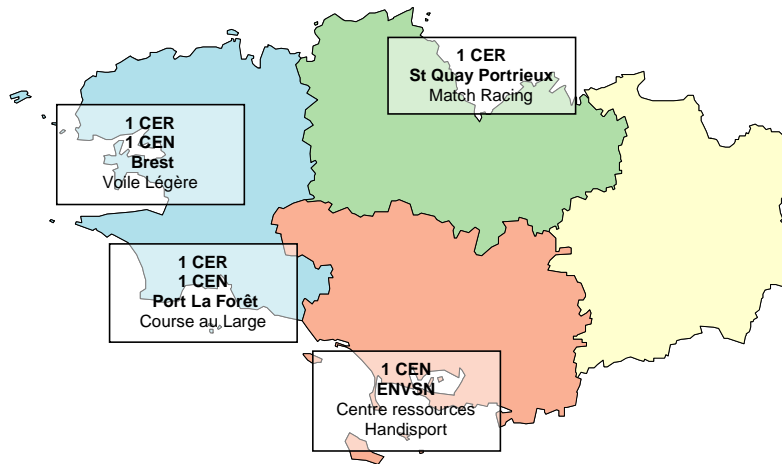 1 CER
St Quay Portrieux
Match Racing
1 CER
1 CEN
Brest
Voile Légère
1 CER
1 CEN
Port La Forêt
Course au Large
1 CEN
ENVSN
Centre ressources
Handisport